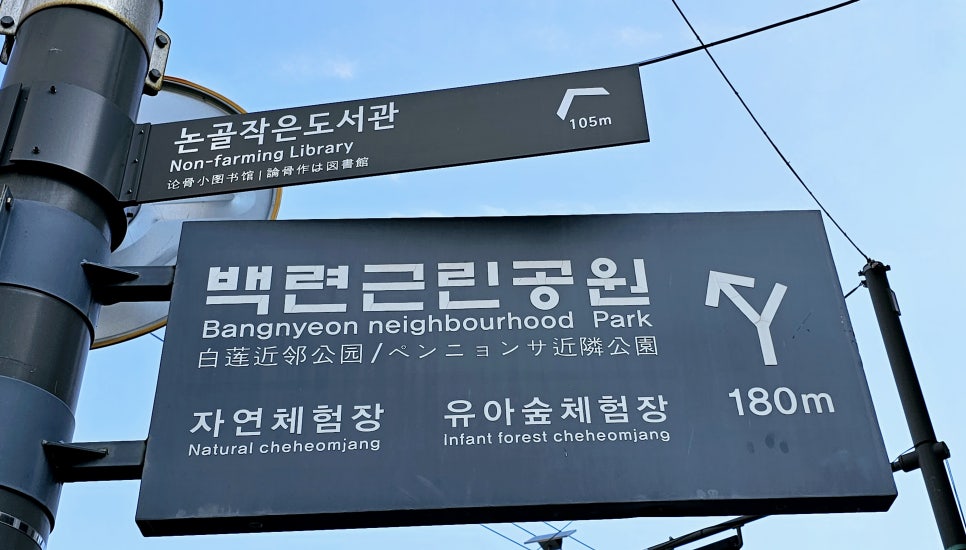 논골작은도서관
Non-farming Library
论骨小图书馆 | 論骨作は図書館
105m
백련근린공원
Bangnyeon neighbourhood Park
白莲近邻公园/ペンニョンサ近隣公園
자연체험장
Natural cheheomjang
유아숲체험장
Infant forest cheheomjang
180m